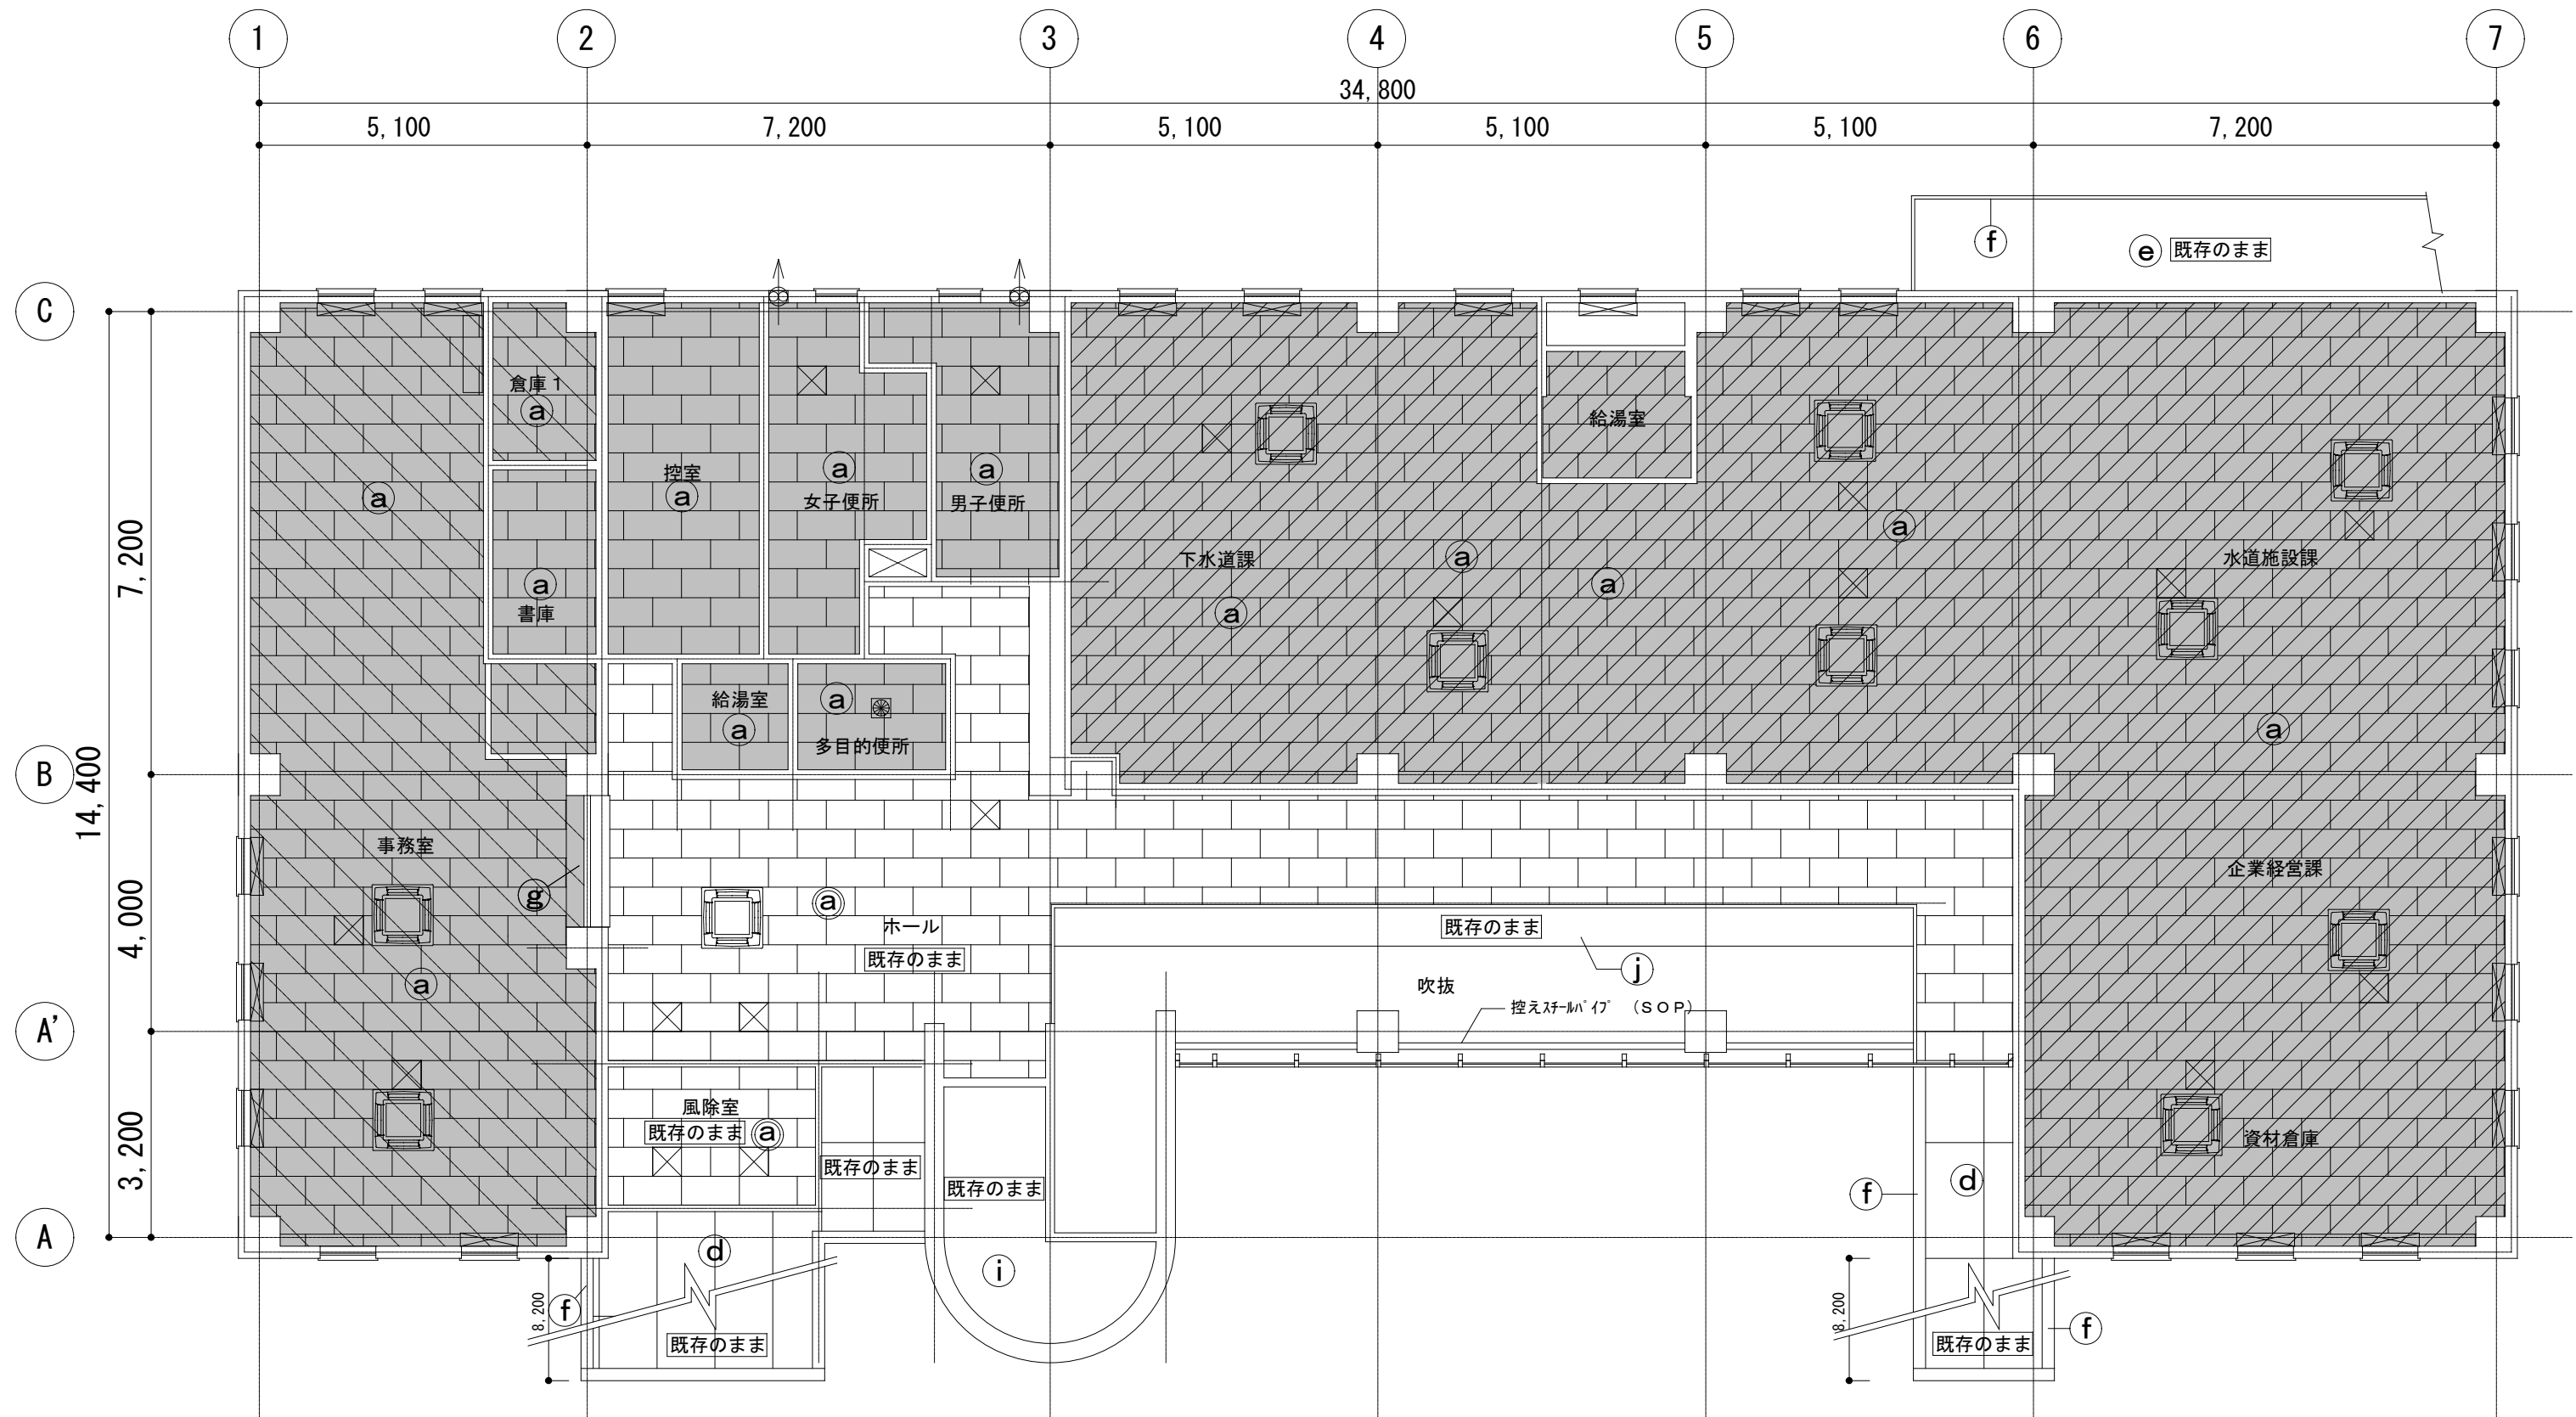 1
2
3
4
5
6
7
34,800
5,100
7,200
5,100
5,100
5,100
7,200
f
e 既存のまま
C
倉庫１
a
a
控室
a
a
女子便所
a
男子便所
給湯室
a
書庫
下水道課
a
a
a
a
水道施設課
a
給湯室
a
a
多目的便所
7,200
B
14,400
事務室
g
a
a
ホール
既存のまま
既存のまま
j
吹抜
控えｽﾁｰﾙﾊﾟｲﾌﾟ （ＳＯＰ）
企業経営課
4,000
A'
風除室
既存のまま a
既存のまま
既存のまま
資材倉庫
3,200
f
d
A
d
i
f
8,200
既存のまま
8,200
既存のまま
f